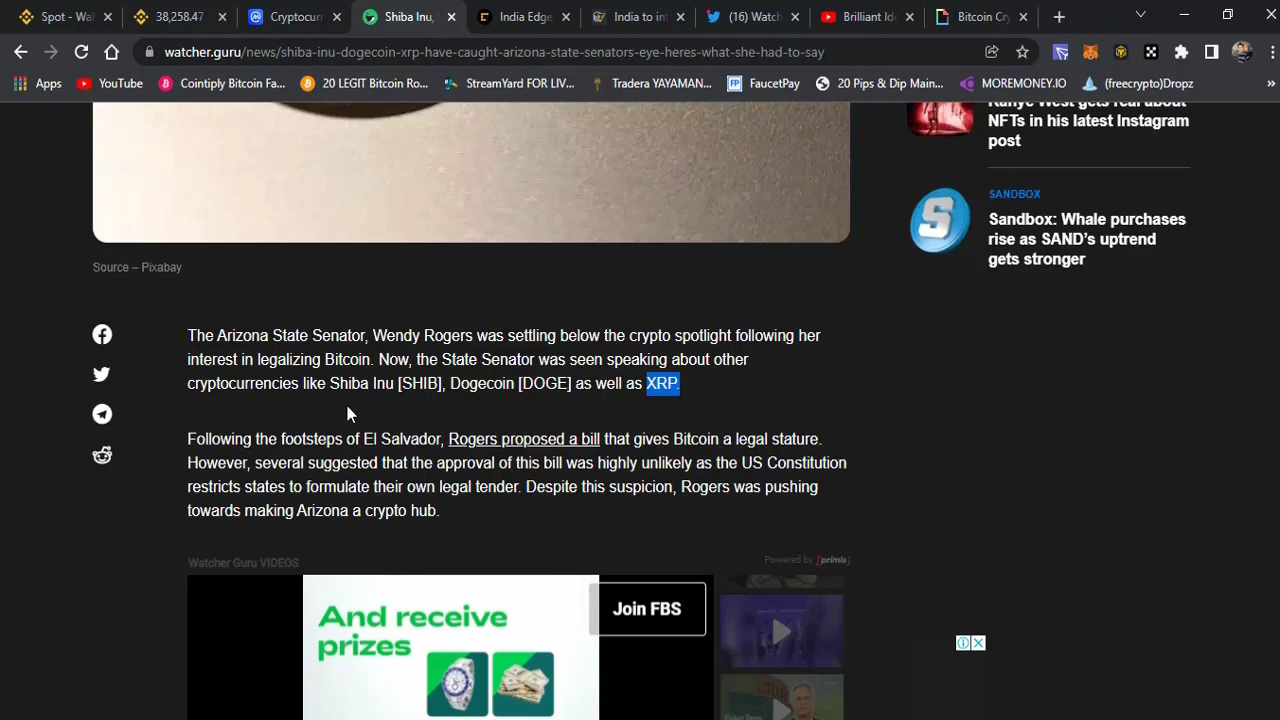 Spot - Wal
38,258.47
Cryptocurr
Shiba Inu,
India Edge
India to in
(16) Watch
Brilliant Id
Bitcoin Cry
watcher.guru/news/shiba-inu-dogecoin-xrp-have-caught-arizona-state-senators-eye-heres-what-she-had-to-say
Apps
YouTube
Cointiply Bitcoin Fa...
20 LEGIT Bitcoin Ro...
StreamYard FOR LIV...
Tradera YAYAMAN...
FaucetPay
20 Pips & Dip Main...
MOREMONEY.IO
(freecrypto)Dropz
Kanye West gets real about
NFTs in his latest Instagram
post
SANDBOX
Sandbox: Whale purchases
rise as SAND's uptrend
gets stronger
Source – Pixabay
The Arizona State Senator, Wendy Rogers was settling below the crypto spotlight following her
interest in legalizing Bitcoin. Now, the State Senator was seen speaking about other
cryptocurrencies like Shiba Inu [SHIB], Dogecoin [DOGE] as well as XRP.
Following the footsteps of El Salvador, Rogers proposed a bill that gives Bitcoin a legal stature.
However, several suggested that the approval of this bill was highly unlikely as the US Constitution
restricts states to formulate their own legal tender. Despite this suspicion, Rogers was pushing
towards making Arizona a crypto hub.
Watcher Guru VIDEOS
Powered by [primis]
And receive
prizes
Join FBS